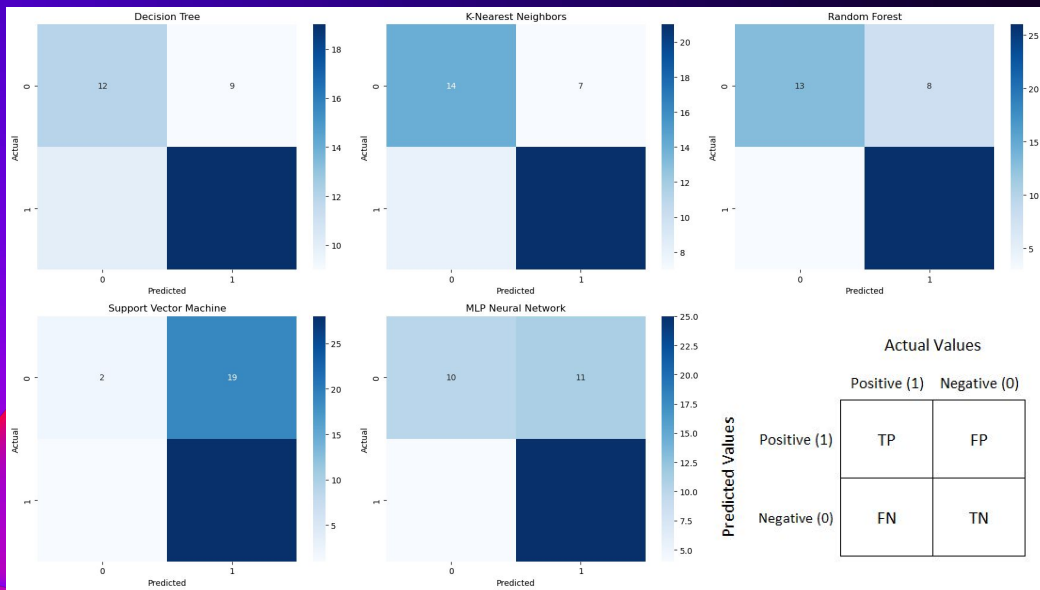 Decision Tree
12 9
0
1
Actual
0 1
Predicted
18
16
14
12
10
K-Nearest Neighbors
14 7
0
1
Actual
0 1
Predicted
20
18
16
14
12
10
8
Random Forest
13 8
0
1
Actual
0 1
Predicted
25
20
15
10
5
Support Vector Machine
2 19
0
1
Actual
0 1
Predicted
25
20
15
10
5
MLP Neural Network
10 11
0
1
Actual
0 1
Predicted
25.0
22.5
20.0
17.5
15.0
12.5
10.0
7.5
5.0
Actual Values
Positive (1) Negative (0)
Predicted Values
Positive (1) TP FP
Negative (0) FN TN